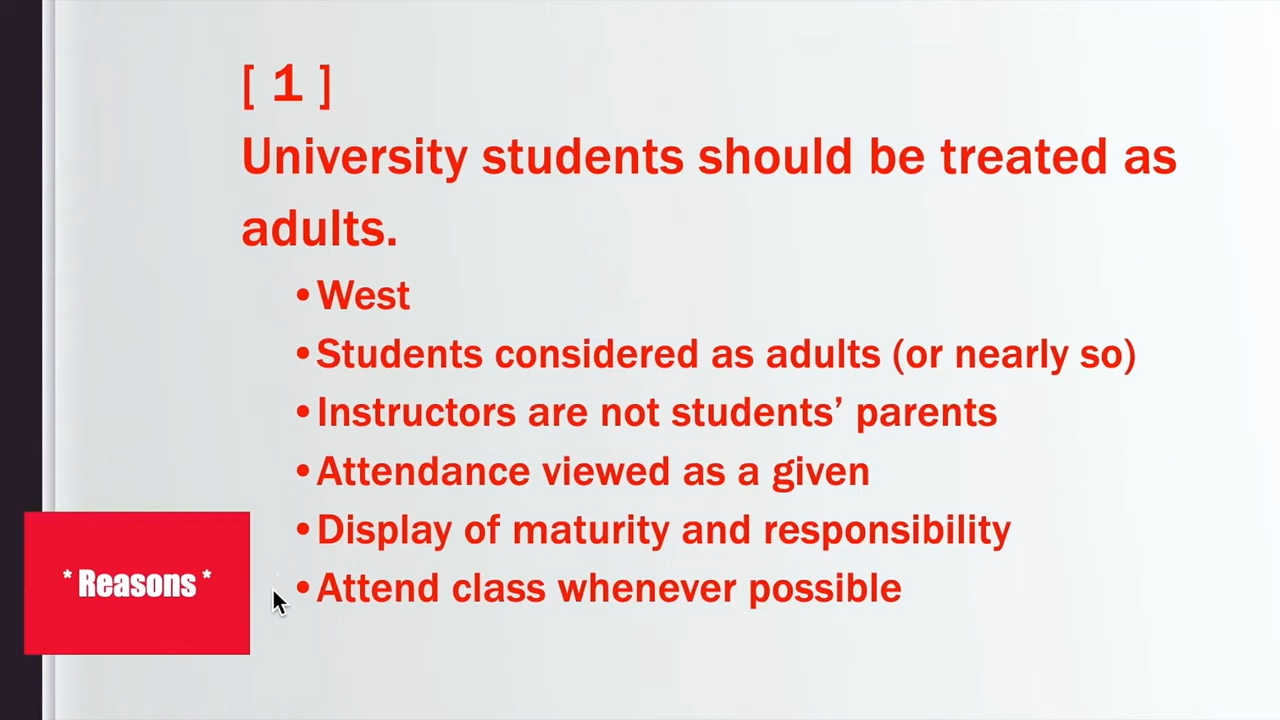 [ 1 ]
University students should be treated as
adults.
•West
•Students considered as adults (or nearly so)
•Instructors are not students’ parents
•Attendance viewed as a given
•Display of maturity and responsibility
•Attend class whenever possible
* Reasons *